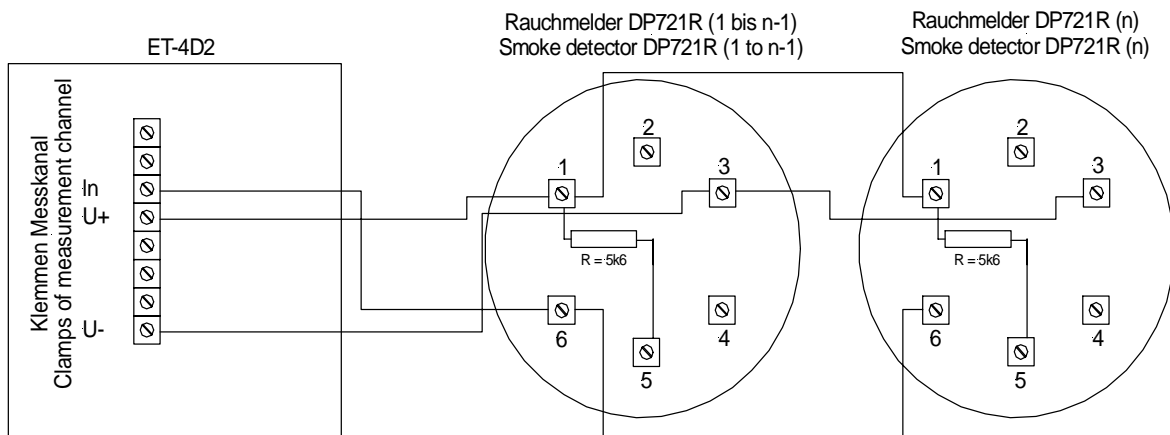 Rauchmelder DP721R (1 bis n-1)
Smoke detector DP721R (1 to n-1)
Rauchmelder DP721R (n)
Smoke detector DP721R (n)
ET-4D2
Klemmen Messkanal
Clamps of measurement channel
In
U+
U-
1
2
3
R = 5k6
4
5
6
1
2
3
R = 5k6
4
5
6